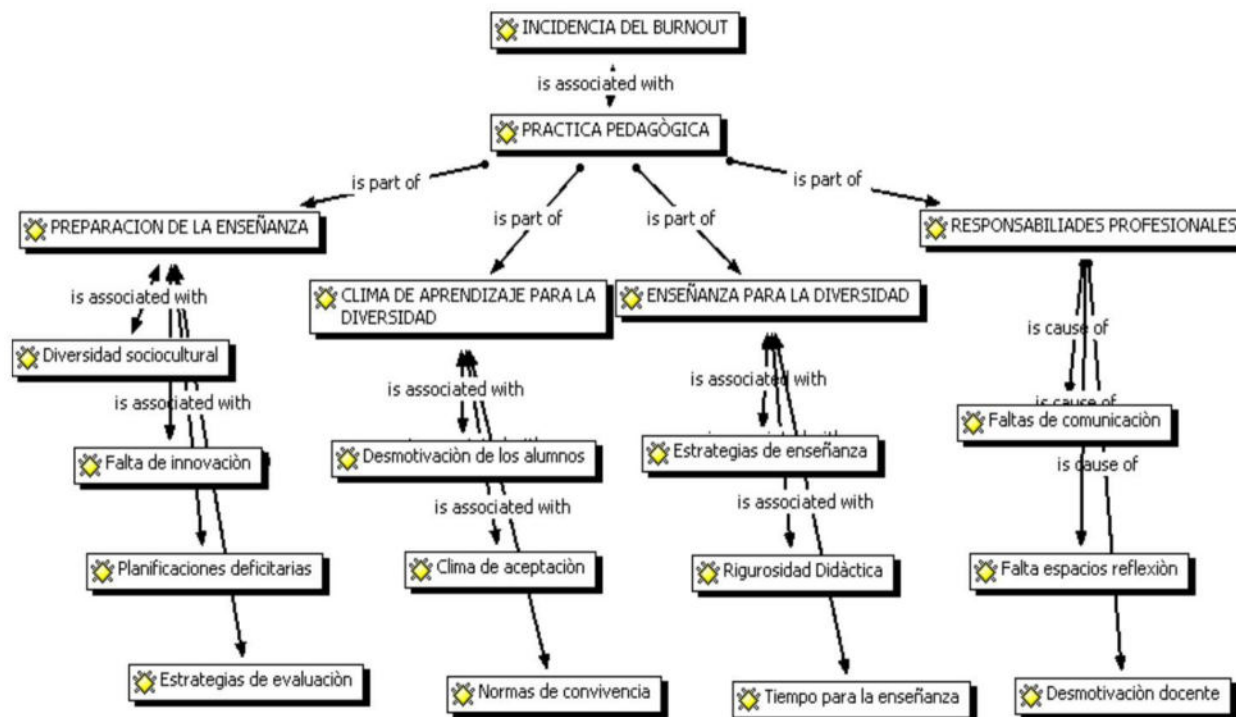 INCIDENCIA DEL BURNOUT
is associated with
PRACTICA PEDAGÒGICA
is part of
is part of
is part of
is part of
PREPARACION DE LA ENSEÑANZA
RESPONSABILIADES PROFESIONALES
CLIMA DE APRENDIZAJE PARA LA
DIVERSIDAD
ENSEÑANZA PARA LA DIVERSIDAD
is associated with
Diversidad sociocultural
is associated with
is associated with
is associated with
is cause of
is cause of
Faltas de comunicaciòn
Falta de innovaciòn
Desmotivaciòn de los alumnos
Estrategias de enseñanza
is cause of
is associated with
is associated with
Planificaciones deficitarias
Clima de aceptaciòn
Rigurosidad Didàctica
Falta espacios reflexiòn
Estrategias de evaluaciòn
Normas de convivencia
Tiempo para la enseñanza
Desmotivaciòn docente